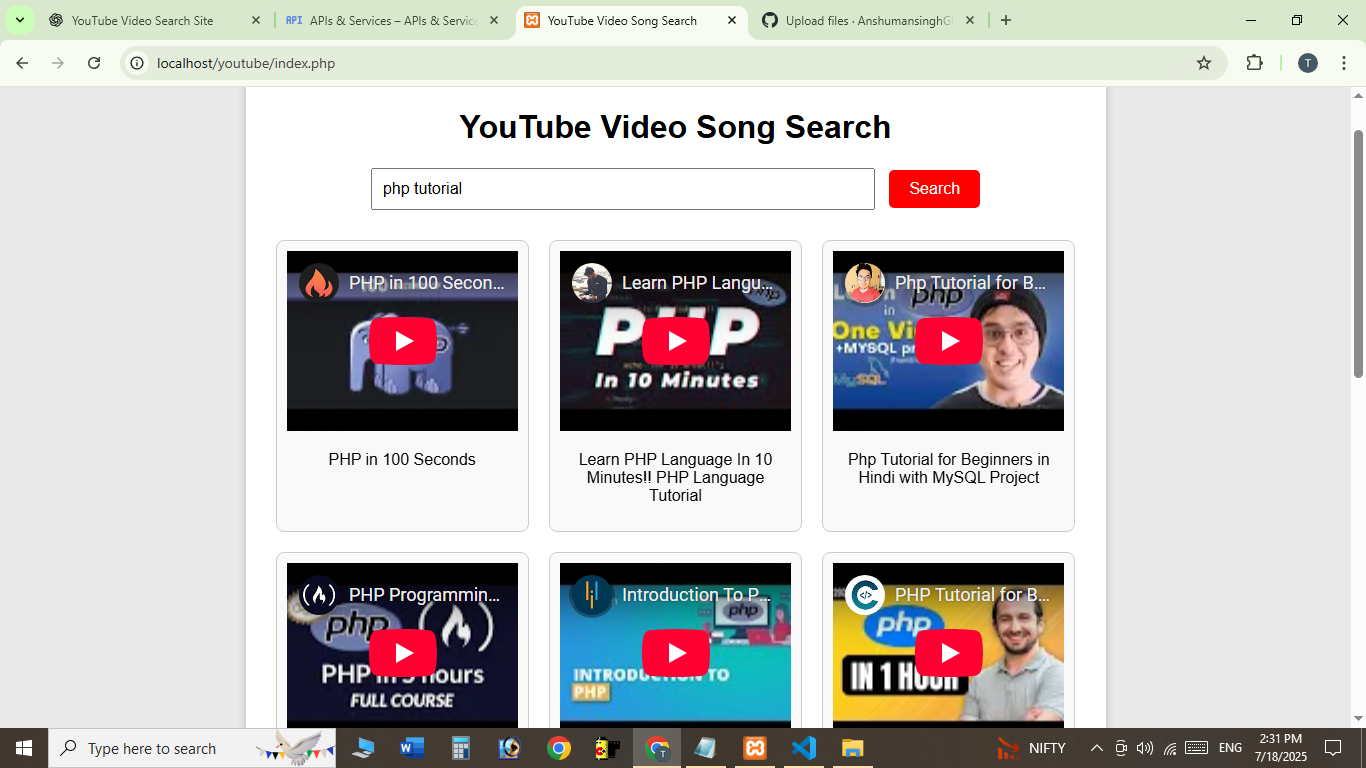 YouTube Video Search Site
API APIs & Services – APIs & Service
YouTube Video Song Search
Upload files · AnshumansinghGl
localhost/youtube/index.php
T
YouTube Video Song Search
php tutorial
Search
PHP in 100 Secon...
PHP in 100 Seconds
Learn PHP Langu...
PHP
In 10 Minutes
Learn PHP Language In 10
Minutes!! PHP Language
Tutorial
Php Tutorial for B...
php
in
One Vi
+MYSQL pr
MySQL
Php Tutorial for Beginners in
Hindi with MySQL Project
PHP Programmin...
php
FULL COURSE
Introduction To P...
php
INTRODUCTION TO
PHP
PHP Tutorial for B...
php
IN 1 HOUR
Type here to search
NIFTY
ENG
2:31 PM
7/18/2025